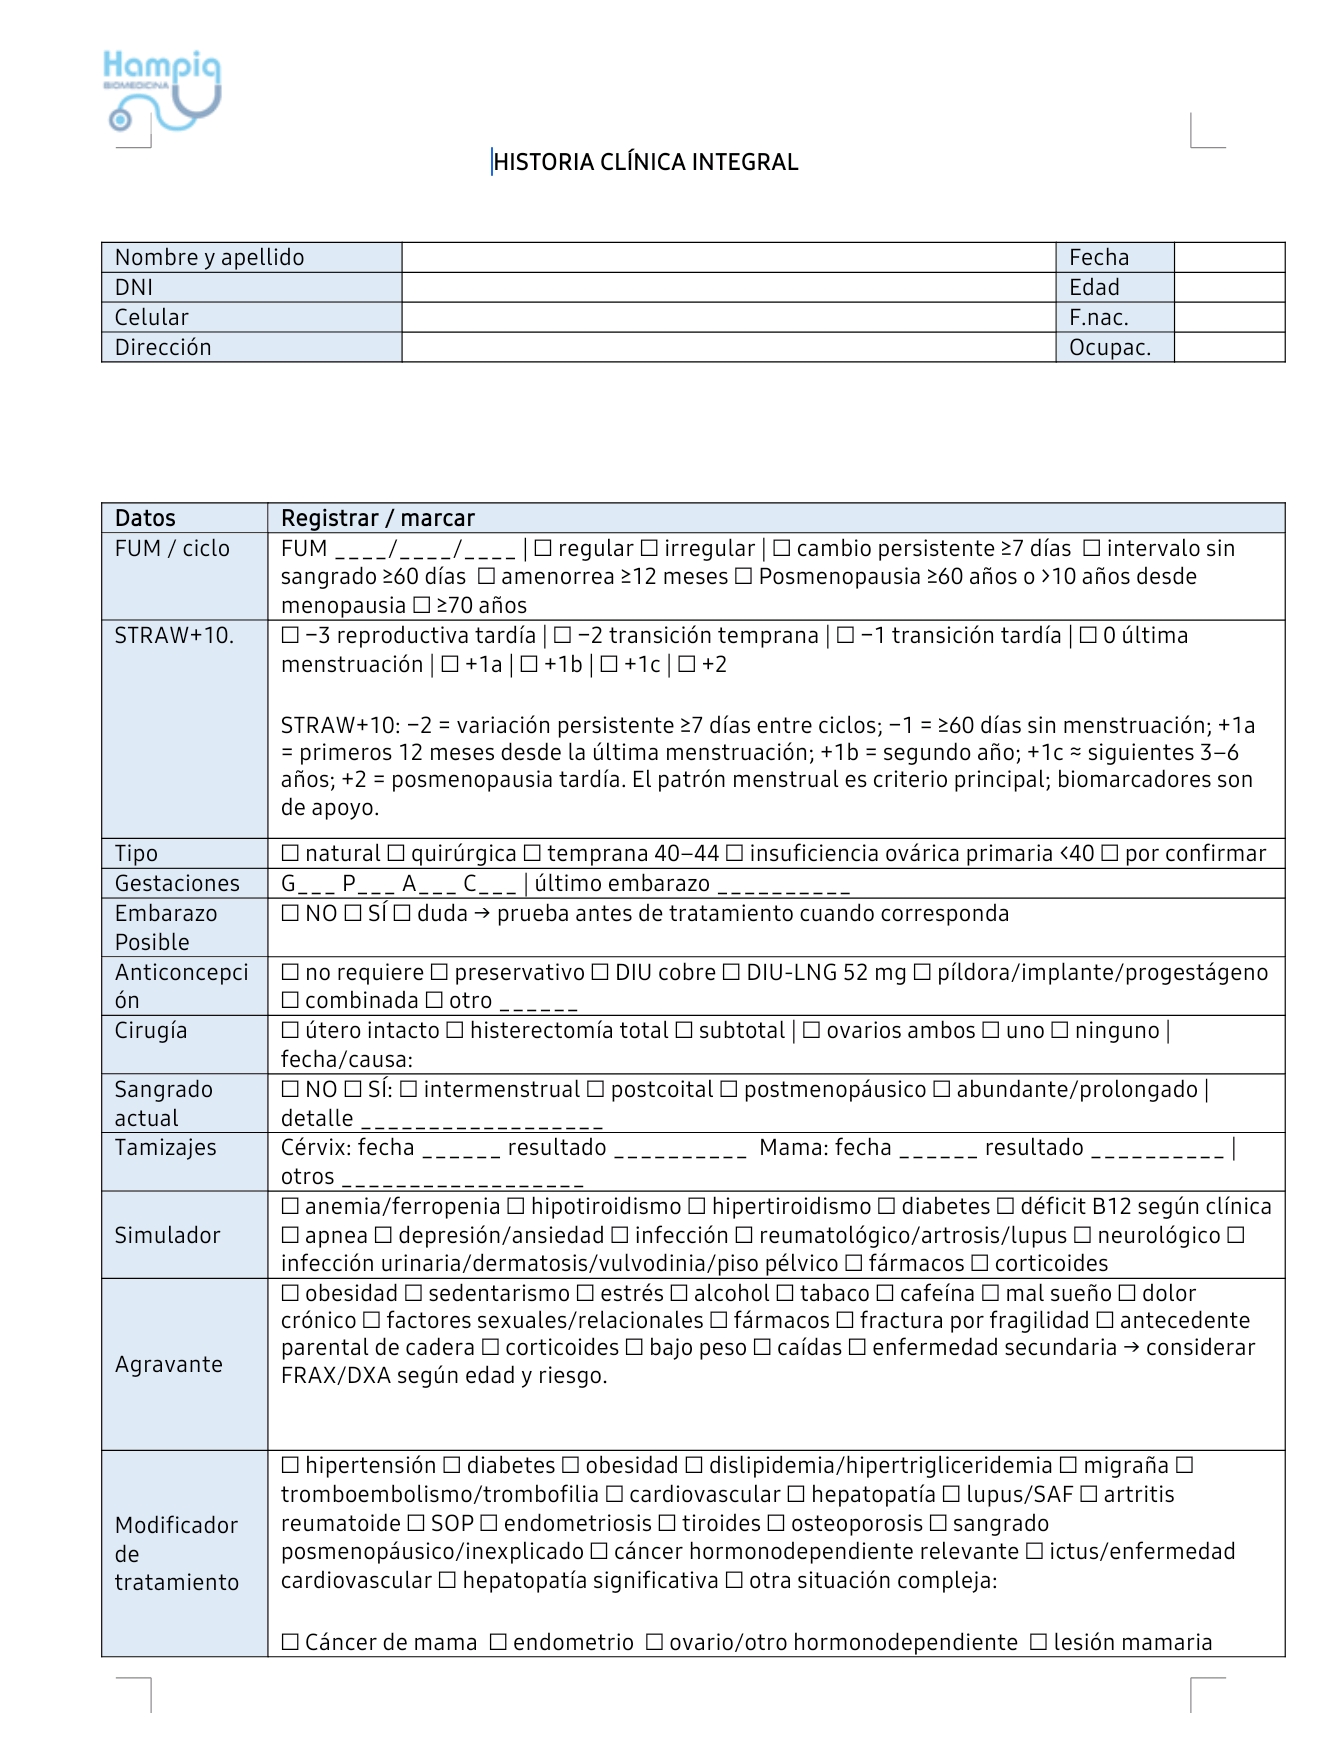 Hampiq
BIOMEDICINA
HISTORIA CLÍNICA INTEGRAL
Nombre y apellido Fecha
DNI Edad
Celular F.nac.
Dirección Ocupac.
Datos Registrar / marcar
FUM / ciclo FUM ____/____/____ | ☐ regular ☐ irregular | ☐ cambio persistente ≥7 días ☐ intervalo sin
sangrado ≥60 días ☐ amenorrea ≥12 meses ☐ Posmenopausia ≥60 años o >10 años desde
menopausia ☐ ≥70 años
STRAW+10. ☐ −3 reproductiva tardía | ☐ −2 transición temprana | ☐ −1 transición tardía | ☐ 0 última
menstruación | ☐ +1a | ☐ +1b | ☐ +1c | ☐ +2
STRAW+10: −2 = variación persistente ≥7 días entre ciclos; −1 = ≥60 días sin menstruación; +1a
= primeros 12 meses desde la última menstruación; +1b = segundo año; +1c ≈ siguientes 3–6
años; +2 = posmenopausia tardía. El patrón menstrual es criterio principal; biomarcadores son
de apoyo.
Tipo ☐ natural ☐ quirúrgica ☐ temprana 40–44 ☐ insuficiencia ovárica primaria <40 ☐ por confirmar
Gestaciones G___ P___ A___ C___ | último embarazo __________
Embarazo
Posible
☐ NO ☐ SÍ ☐ duda → prueba antes de tratamiento cuando corresponda
Anticoncepci
ón
☐ no requiere ☐ preservativo ☐ DIU cobre ☐ DIU-LNG 52 mg ☐ píldora/implante/progestágeno
☐ combinada ☐ otro ______
Cirugía ☐ útero intacto ☐ histerectomía total ☐ subtotal | ☐ ovarios ambos ☐ uno ☐ ninguno |
fecha/causa:
Sangrado
actual
☐ NO ☐ SÍ: ☐ intermenstrual ☐ postcoital ☐ postmenopáusico ☐ abundante/prolongado |
detalle __________________
Tamizajes Cérvix: fecha ______ resultado __________ Mama: fecha ______ resultado __________ |
otros __________________
Simulador
☐ anemia/ferropenia ☐ hipotiroidismo ☐ hipertiroidismo ☐ diabetes ☐ déficit B12 según clínica
☐ apnea ☐ depresión/ansiedad ☐ infección ☐ reumatológico/artrosis/lupus ☐ neurológico ☐
infección urinaria/dermatosis/vulvodinia/piso pélvico ☐ fármacos ☐ corticoides
Agravante
☐ obesidad ☐ sedentarismo ☐ estrés ☐ alcohol ☐ tabaco ☐ cafeína ☐ mal sueño ☐ dolor
crónico ☐ factores sexuales/relacionales ☐ fármacos ☐ fractura por fragilidad ☐ antecedente
parental de cadera ☐ corticoides ☐ bajo peso ☐ caídas ☐ enfermedad secundaria → considerar
FRAX/DXA según edad y riesgo.
Modificador
de
tratamiento
☐ hipertensión ☐ diabetes ☐ obesidad ☐ dislipidemia/hipertrigliceridemia ☐ migraña ☐
tromboembolismo/trombofilia ☐ cardiovascular ☐ hepatopatía ☐ lupus/SAF ☐ artritis
reumatoide ☐ SOP ☐ endometriosis ☐ tiroides ☐ osteoporosis ☐ sangrado
posmenopáusico/inexplicado ☐ cáncer hormonodependiente relevante ☐ ictus/enfermedad
cardiovascular ☐ hepatopatía significativa ☐ otra situación compleja:
☐ Cáncer de mama ☐ endometrio ☐ ovario/otro hormonodependiente ☐ lesión mamaria